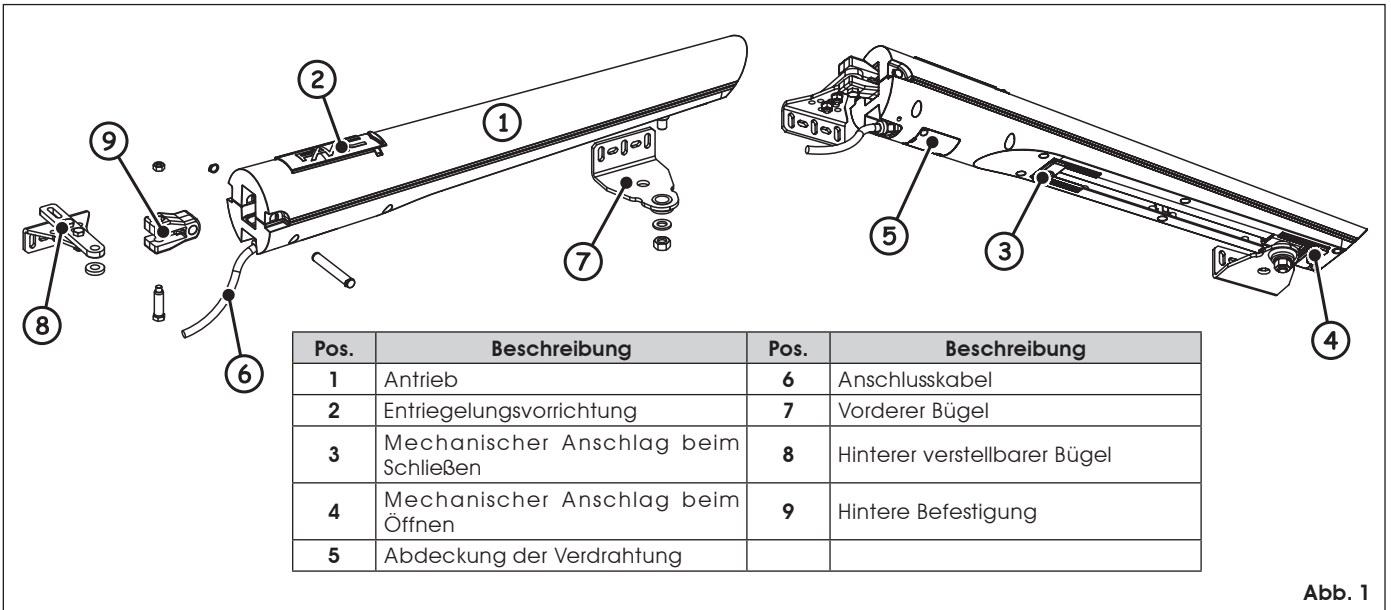 2
1
9
8
6
7
5
3
4
FAAC
Pos. Beschreibung Pos. Beschreibung
1 Antrieb 6 Anschlusskabel
2 Entriegelungsvorrichtung 7 Vorderer Bügel
3 Mechanischer Anschlag beim
Schließen 8 Hinterer verstellbarer Bügel
4 Mechanischer Anschlag beim
Öffnen 9 Hintere Befestigung
5 Abdeckung der Verdrahtung
Abb. 1